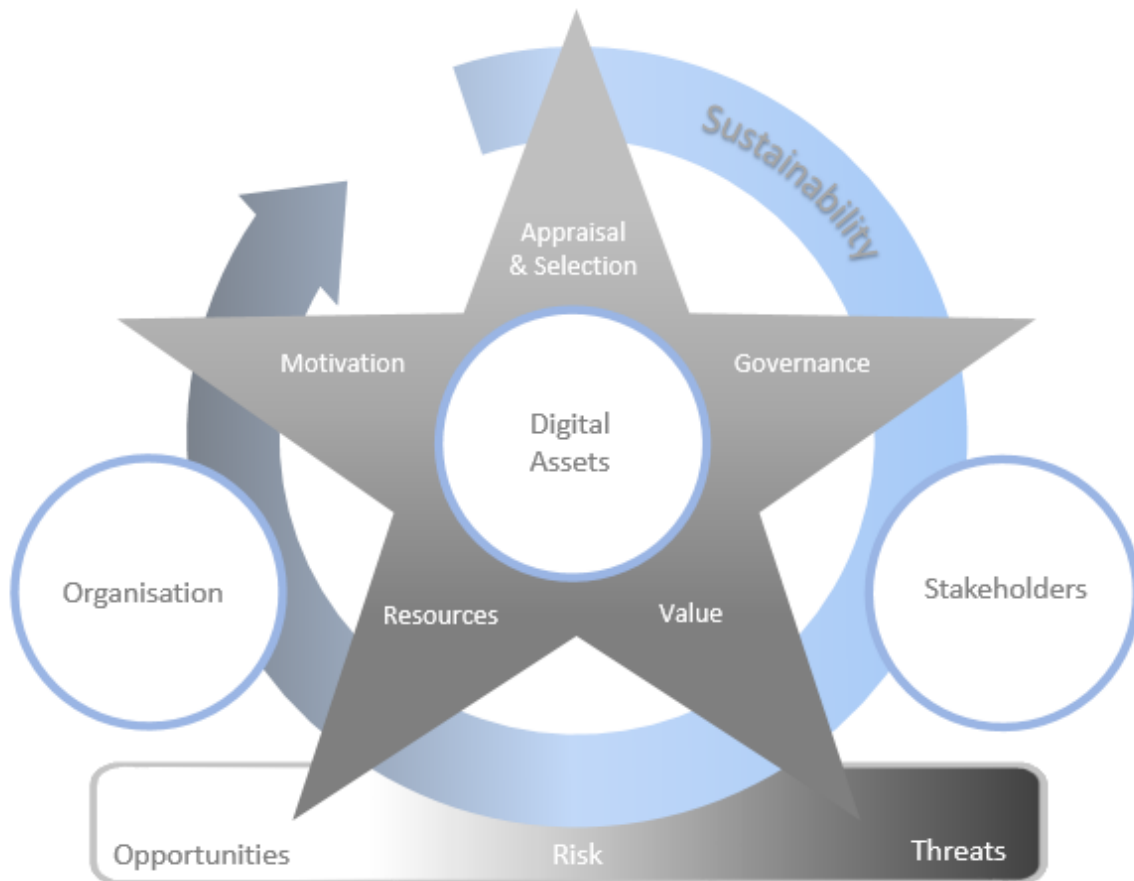 Sustainability
Appraisal
& Selection
Motivation
Governance
Digital
Assets
Organisation
Stakeholders
Resources
Value
Opportunities
Risk
Threats